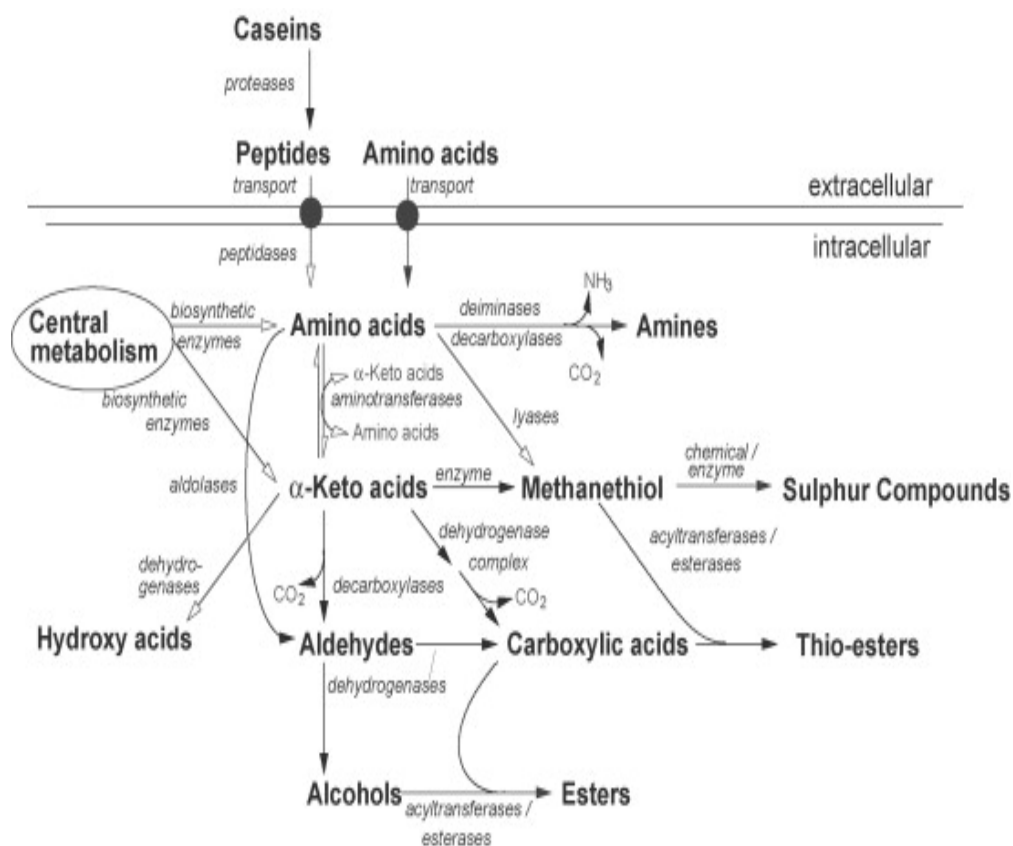 Caseins
proteases
Peptides Amino acids
transport transport
extracellular
intracellular
peptidases
NH3
biosynthetic
enzymes
deiminases
Central
metabolism
Amino acids
decarboxylases
Amines
CO2
α-Keto acids
aminotransferases
Amino acids
biosynthetic
enzymes
lyases
aldolases
α-Keto acids
enzyme
Methanethiol
chemical /
enzyme
Sulphur Compounds
dehydrogenase
complex
acyltransferases /
esterases
dehydro-
genases
CO2
decarboxylases
CO2
Hydroxy acids
Aldehydes
Carboxylic acids
Thio-esters
dehydrogenases
Alcohols
acyltransferases /
esterases
Esters